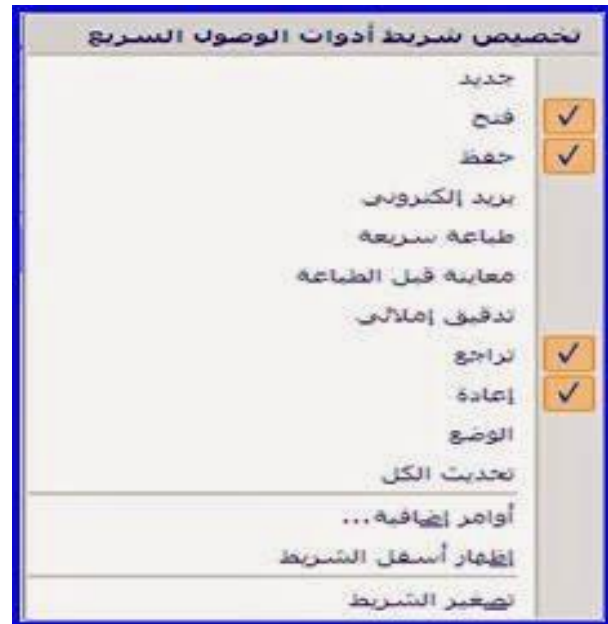 تخصيص شريط أدوات الوصول السريع
جديد
فتح
حفظ
بريد إلكتروني
طباعة سريعة
معاينة قبل الطباعة
تدقيق إملائي
تراجع
إعادة
الوضع
تحديث الكل
أوامر إضافية...
إظهار أسفل الشريط
تصغير الشريط